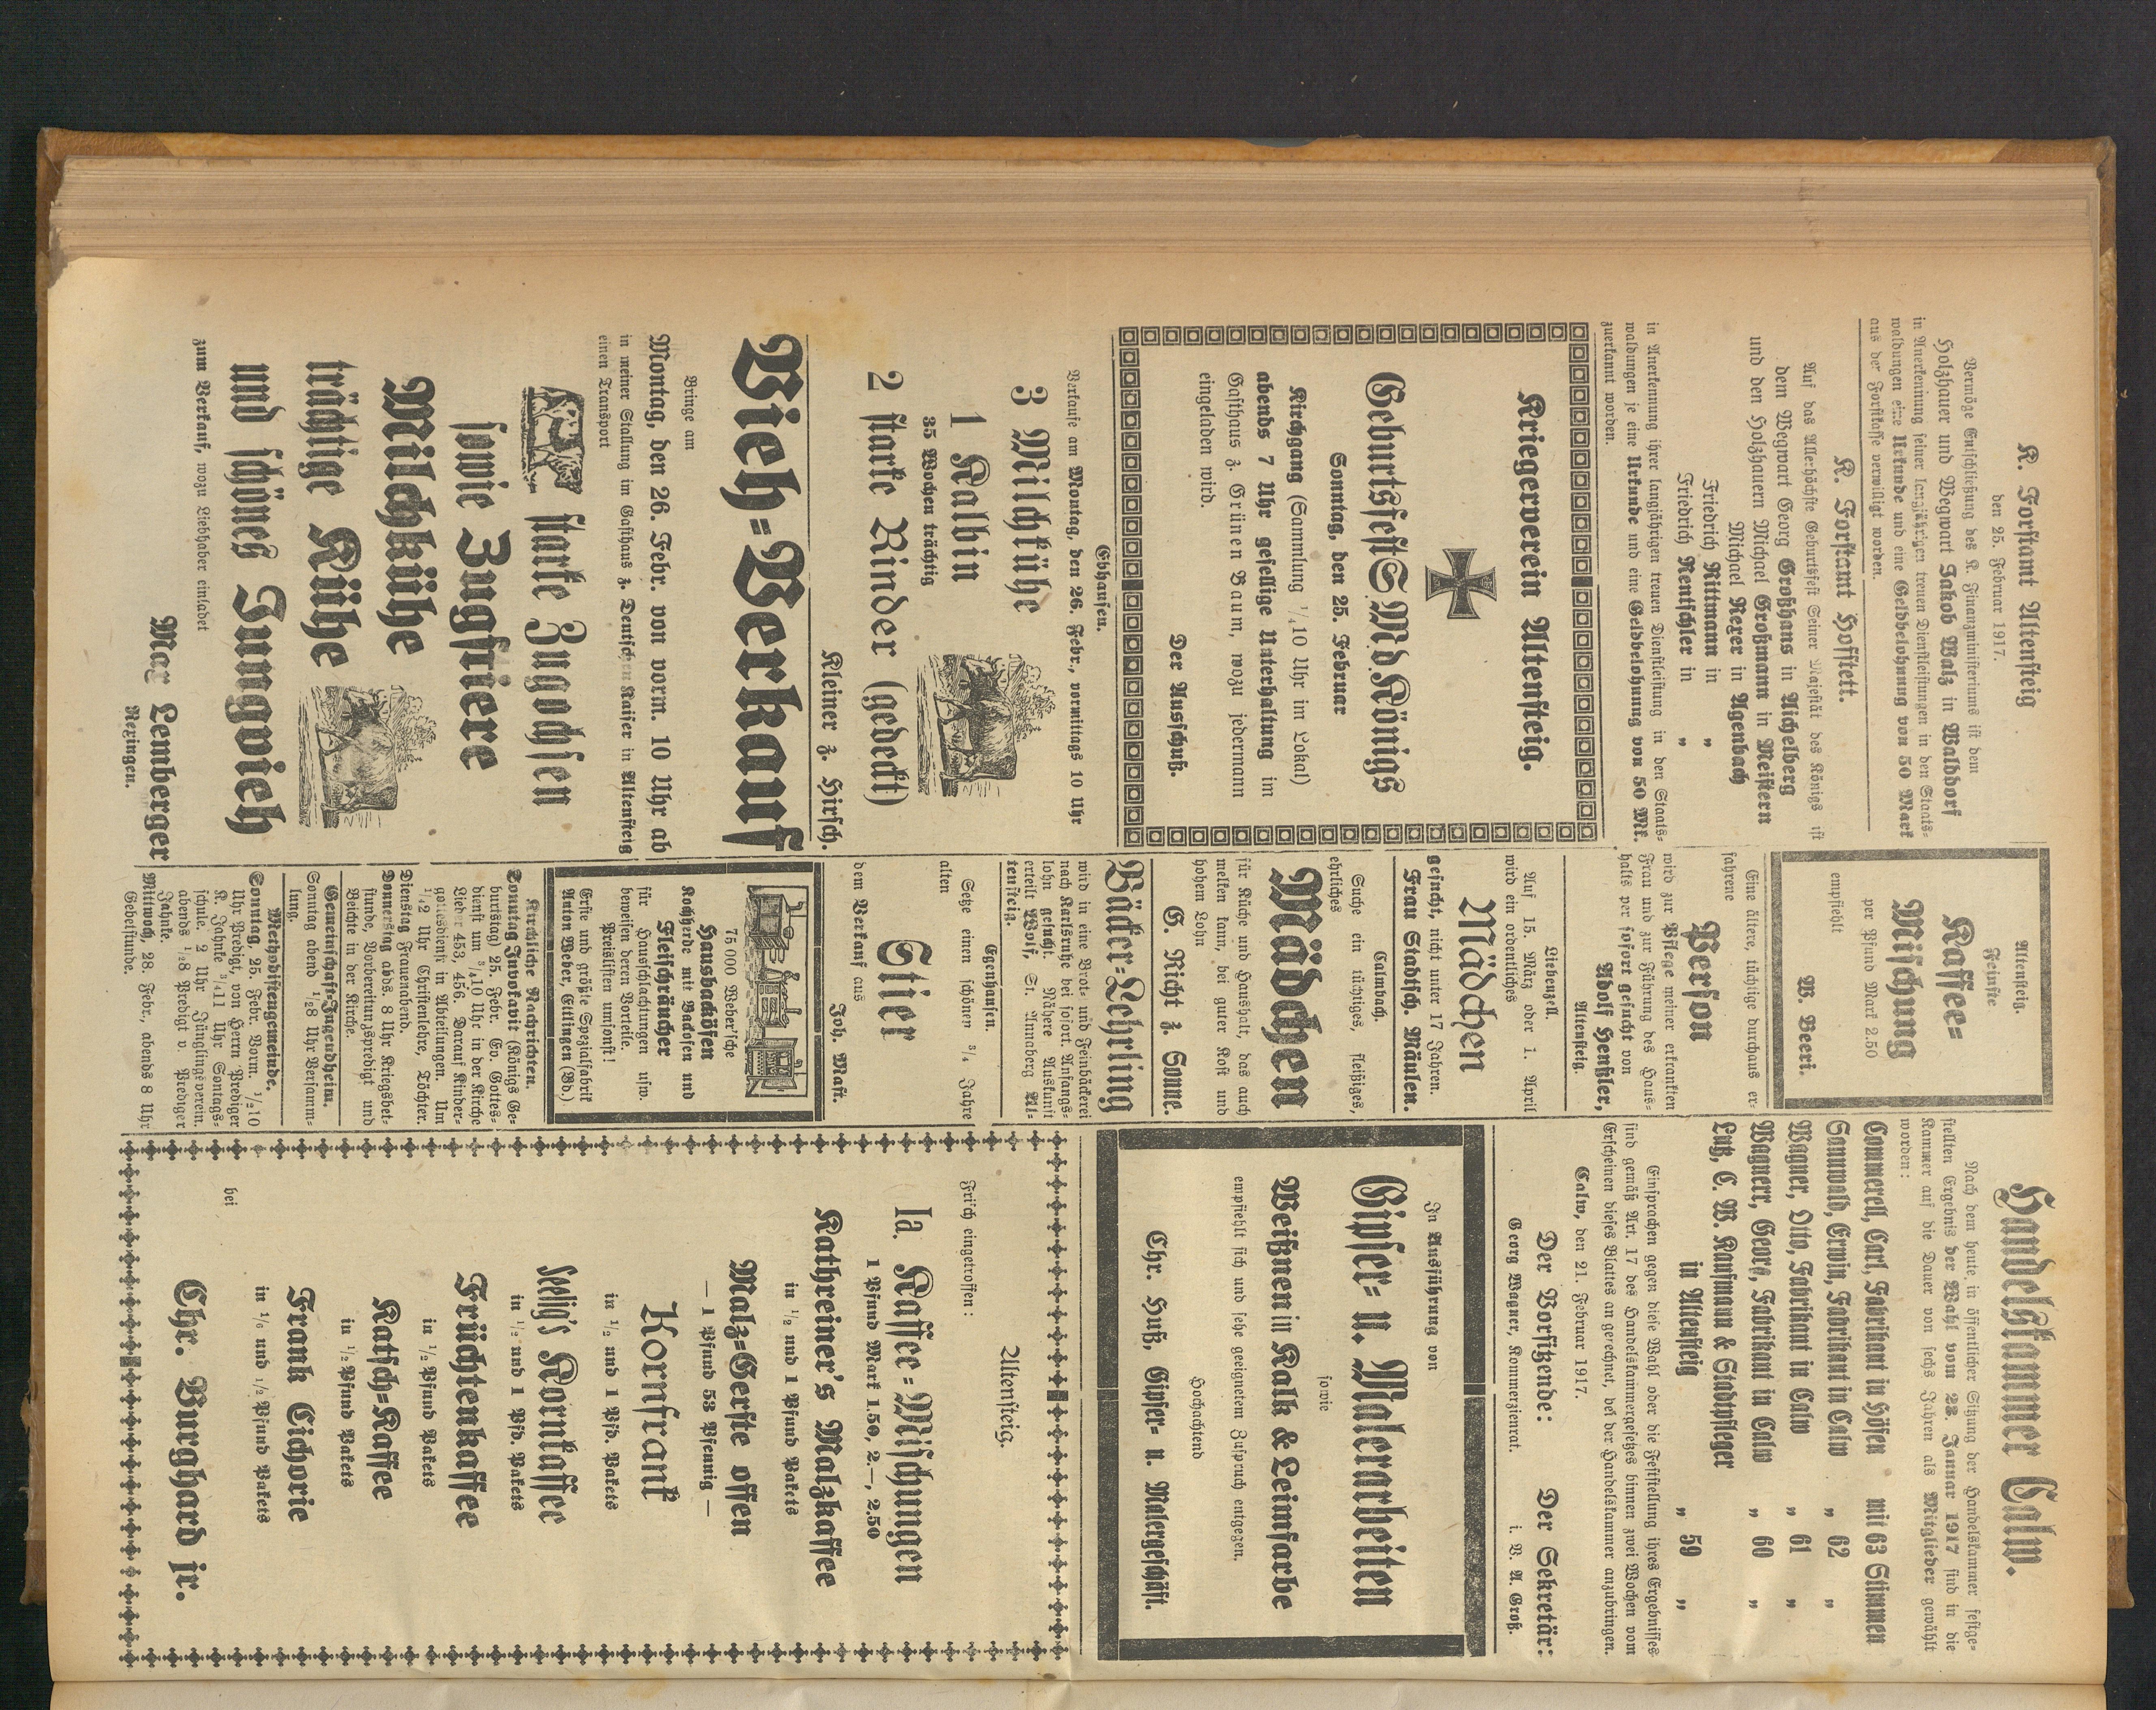 K. Forstamt Altensteig
den 25. Februar 1917.
Vermöge Entschließung des K. Finanzministeriums ist dem
Holzhauer und Wegwart Jakob Walz in Walddorf
in Anerkennung seiner langjährigen treuen Dienstleistungen in den Staats-
waldungen eine Urkunde und eine Geldbelohnung von 50 Mark
aus der Forstkasse verwilligt worden.
K. Forstamt Hofstett.
Auf das Allerhöchste Geburtsfest Seiner Majestät des Königs ist
dem Wegwart Georg Großhans in Aichelberg
und den Holzhauern Michael Großmann in Meistern
Michael Rexer in Agenbach
Friedrich Rittmann in „
Friedrich Rentschler in „
in Anerkennung ihrer langjährigen treuen Dienstleistung in den Staats-
waldungen je eine Urkunde und eine Geldbelohnung von 50 Mk.
zuerkannt worden.
Kriegerverein Altensteig.
Geburtsfest S. M. d. Königs
Sonntag, den 25. Februar
Kirchgang (Sammlung 1/2 10 Uhr im Lokal)
abends 7 Uhr gesellige Unterhaltung im
Gasthaus z. Grünen Baum, wozu jedermann
eingeladen wird.
Der Ausschuß.
Ebhausen.
Verkaufe am Montag, den 26. Febr., vormittags 10 Uhr
3 Milchkühe
1 Kalbin
35 Wochen trächtig
2 starke Rinder (gedeckt)
Kleiner z. Hirsch.
Vieh-Verkauf
Bringe am
Montag, den 26. Febr. von vorm. 10 Uhr ab
in meiner Stallung im Gasthaus z. Deutschen Kaiser in Altensteig
einen Transport
starke Zugochsen
sowie Zugstiere
Milchkühe
trächtige Kühe
und schönes Jungvieh
zum Verkauf, wozu Liebhaber einladet
Max Lemberger
Rexingen.
Altensteig.
Feinste
Kaffee-
Mischung
per Pfund Mark 2.50
empfiehlt
W. Beeri.
Eine ältere, tüchtige durchaus er-
fahrene
Person
wird zur Pflege meiner erkrankten
Frau und zur Führung des Haus-
halts per sofort gesucht von
Adolf Henßler,
Altensteig.
Liebenzell.
Auf 15. März oder 1. April
wird ein ordentliches
Mädchen
gesucht, nicht unter 17 Jahren.
Frau Stadtsch. Mäulen.
Calmbach.
Suche ein tüchtiges, fleißiges,
ehrliches
Mädchen
für Küche und Haushalt, das auch
melken kann, bei guter Kost und
hohem Lohn
G. Nicht z. Sonne.
Bäcker-Lehrling
wird in eine Brot- und Feinbäckerei
nach Karlsruhe bei sofort. Anfangs-
lohn gesucht. Nähere Auskunft
erteilt Wolf, St. Annaberg Al-
tensteig.
Egenhausen.
Setze einen schönen 3/4 Jahre
alten
Stier
dem Verkauf aus
Joh. Mast.
75 000 Weber'sche
Hausbacköfen
Kochherde mit Backofen und
Fleischräucher
für Hausschlachtungen usw.
beweisen deren Vorteile.
Preislisten umsonst!
Erste und größte Spezialfabrik
Anton Weber, Ettlingen (Bd.)
Kirchliche Nachrichten.
Sonntag Invokavit (Königs Ge-
burtstag) 25. Febr. Ev. Gottes-
dienst um 3/4 10 Uhr in der Kirche
Lieder 453, 456. Darauf Kinder-
gottesdienst in Abteilungen. Um
1/2 2 Uhr Christenlehre, Töchter.
Dienstag Frauenabend.
Donnerstag abds. 8 Uhr Kriegsbet-
stunde, Vorbereitungspredigt und
Beichte in der Kirche.
Gemeinschaft-Jugendheim.
Sonntag abend 1/2 8 Uhr Versamm-
lung.
Methodistengemeinde.
Sonntag, 25. Febr. Vorm. 1/2 10
Uhr Predigt, von Herrn Prediger
K. Jahnke 3/4 11 Uhr Sonntags-
schule. 2 Uhr Jünglingsverein.
abends 1/2 8 Predigt v. Prediger
Jahnke.
Mittwoch, 28. Febr., abends 8 Uhr
Gebetstunde.
Handelskammer Calw.
Nach dem heute in öffentlicher Sitzung der Handelskammer festge-
stellten Ergebnis der Wahl vom 23. Januar 1917 sind in die
Kammer auf die Dauer von sechs Jahren als Mitglieder gewählt
worden:
Commerell, Carl, Fabrikant in Höfen mit 63 Stimmen
Sannwald, Erwin, Fabrikant in Calw „ 62 „
Wagner, Otto, Fabrikant in Calw „ 61 „
Wagner, Georg, Fabrikant in Calw „ 60 „
Lutz, C. W. Kaufmann & Stadtpfleger
in Altensteig „ 59 „
Einsprachen gegen diese Wahl oder die Feststellung ihres Ergebnisses
sind gemäß Art. 17 des Handelskammergesetzes binnen zwei Wochen vom
Erscheinen dieses Blattes an gerechnet, bei der Handelskammer anzubringen.
Calw, den 21. Februar 1917.
Der Vorsitzende: Der Sekretär:
Georg Wagner, Kommerzienrat. i. V. A. Groß.
In Ausführung von
Gipser- u. Malerarbeiten
sowie
Weißnen in Kalk & Leimfarbe
empfiehlt sich und sehe geeignetem Zuspruch entgegen.
Hochachtend
Chr. Huß, Gipser- u. Malergeschäft.
Altensteig.
Frisch eingetroffen:
Ia. Kaffee-Mischungen
1 Pfund Mark 1.50, 2.—, 2.50
Kathreiner's Malzkaffee
in 1/2 und 1 Pfund Pakets
Malz-Gerste offen
— 1 Pfund 53 Pfennig —
Kornfrank
in 1/2 und 1 Pfd. Pakets
Selig's Kornkaffee
in 1/2 und 1 Pfd. Pakets
Früchtenkaffee
in 1/2 Pfund Pakets
Katsch-Kaffee
in 1/2 Pfund Pakets
Frank Cichorie
in 1/6 und 1/2 Pfund Pakets
bei
Chr. Burghard jr.